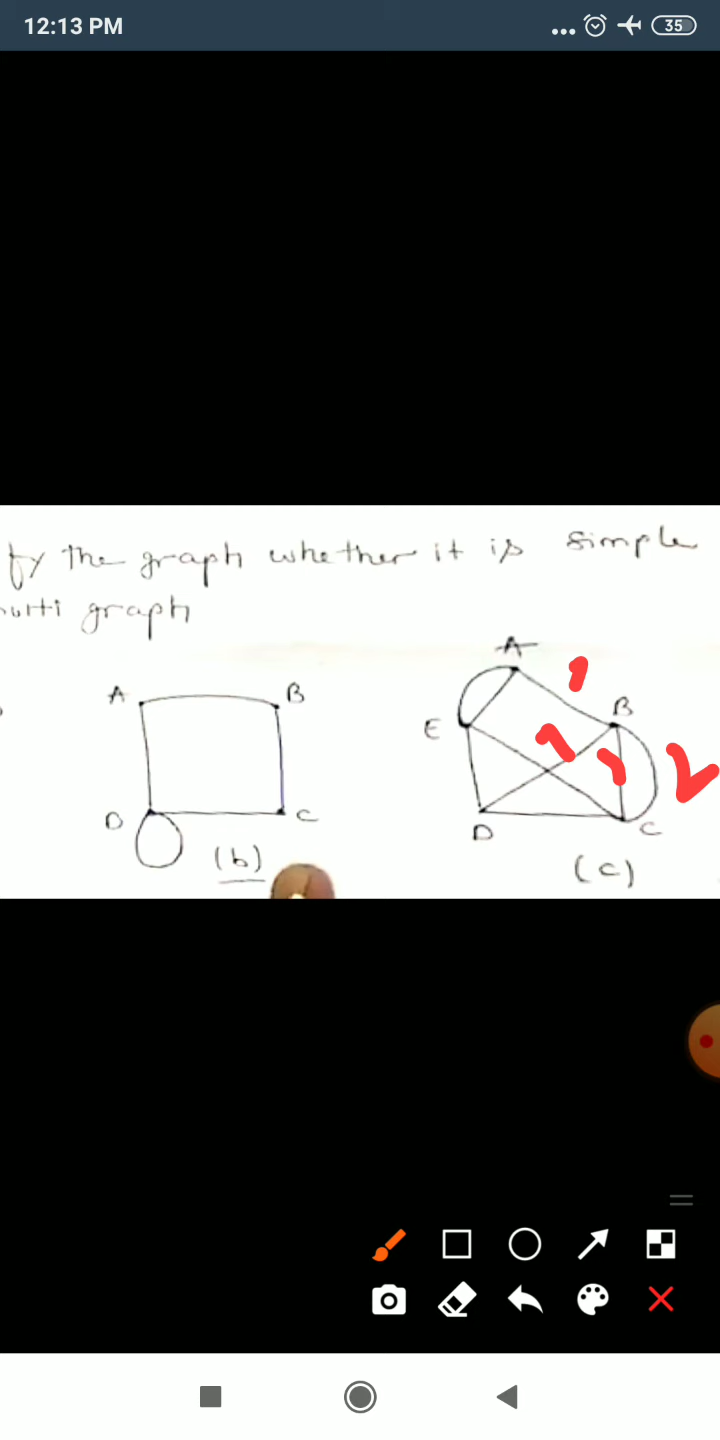 12:13 PM
35
fy the graph whether it is simple
multi graph
A
B
D
C
(b)
A
B
E
D
C
(c)
1
1
1
2